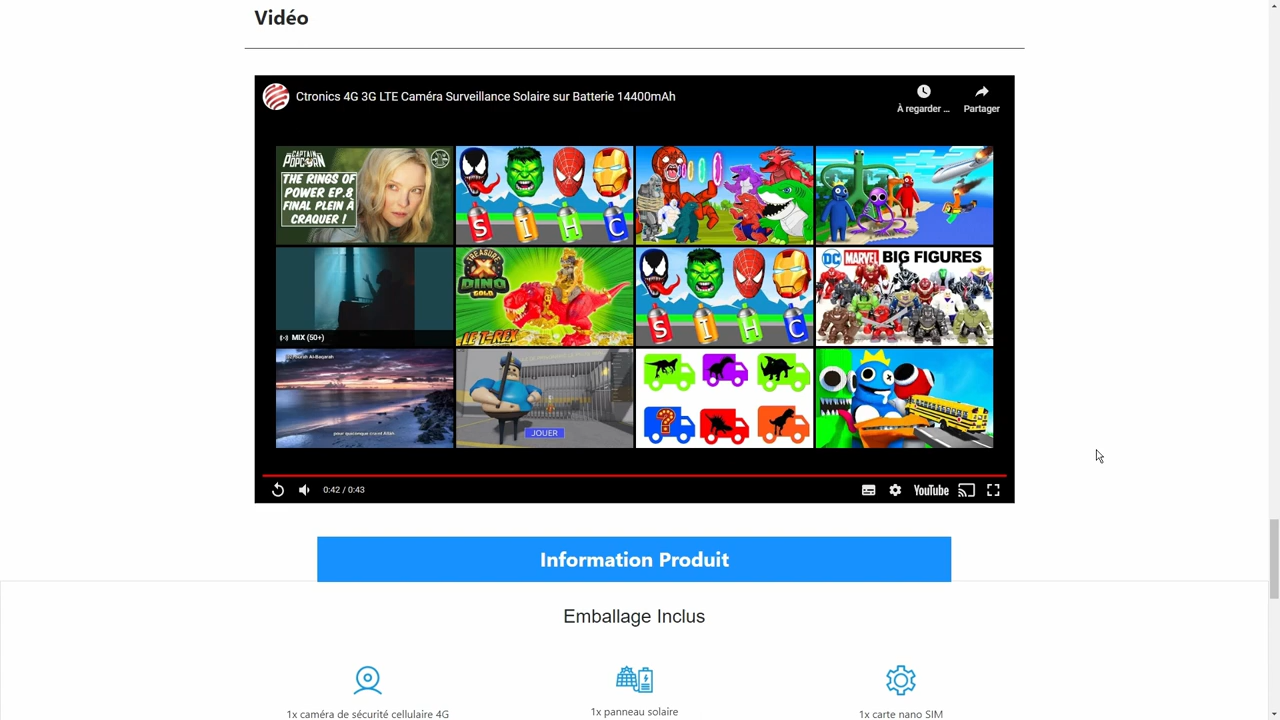 Vidéo
Ctronics 4G 3G LTE Caméra Surveillance Solaire sur Batterie 14400mAh
À regarder ...
Partager
CAPTAIN
POPCORN
THE RINGS OF
POWER EP.8
FINAL PLEIN À
CRAQUER !
S I H C
MIX (50+)
TREASURE
X
DINO
GOLD
LE T-REX
S I H C
DC MARVEL BIG FIGURES
Al-Baqarah
JOUER
?
0:42 / 0:43
YouTube
Information Produit
Emballage Inclus
1x caméra de sécurité cellulaire 4G
1x panneau solaire
1x carte nano SIM